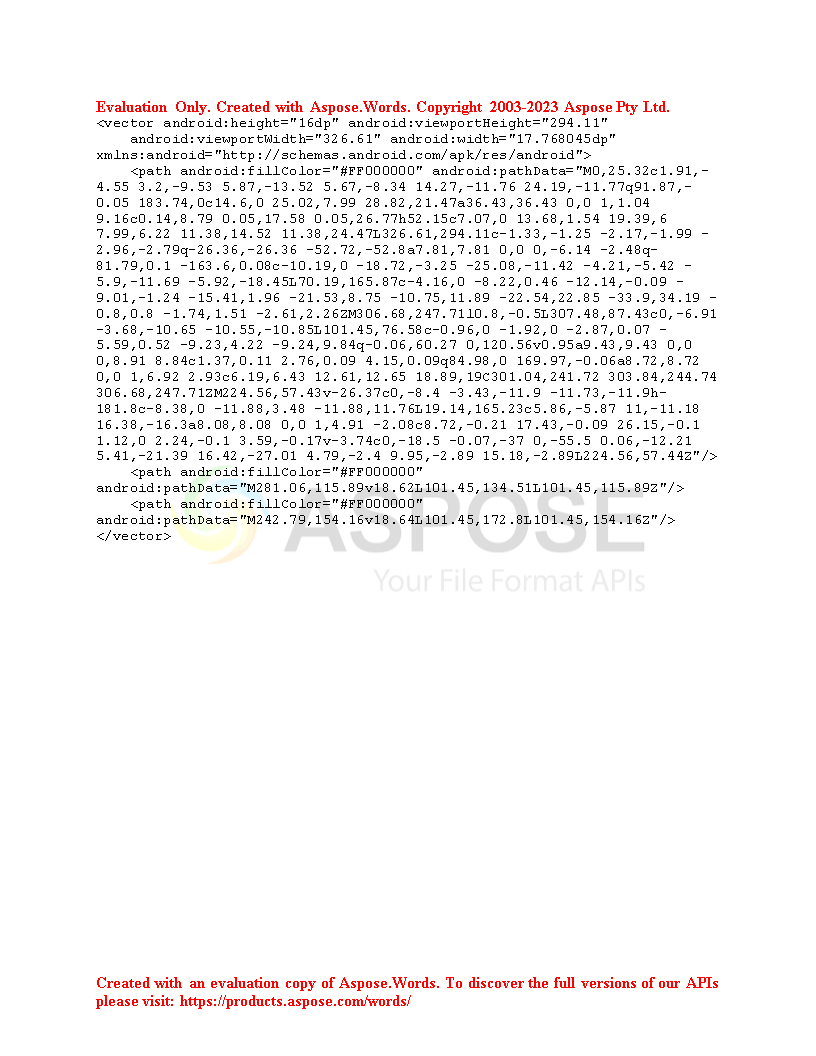 Evaluation Only. Created with Aspose.Words. Copyright 2003-2023 Aspose Pty Ltd.
<vector android:height="16dp" android:viewportHeight="294.11"
android:viewportWidth="326.61" android:width="17.768045dp"
xmlns:android="http://schemas.android.com/apk/res/android">
<path android:fillColor="#FF000000" android:pathData="M0,25.32c1.91,-
4.55 3.2,-9.53 5.87,-13.52 5.67,-8.34 14.27,-11.76 24.19,-11.77q91.87,-
0.05 183.74,0c14.6,0 25.02,7.99 28.82,21.47a36.43,36.43 0,0 1,1.04
9.16c0.14,8.79 0.05,17.58 0.05,26.77h52.15c7.07,0 13.68,1.54 19.39,6
7.99,6.22 11.38,14.52 11.38,24.47L326.61,294.11c-1.33,-1.25 -2.17,-1.99 -
2.96,-2.79q-26.36,-26.36 -52.72,-52.8a7.81,7.81 0,0 0,-6.14 -2.48q-
81.79,0.1 -163.6,0.08c-10.19,0 -18.72,-3.25 -25.08,-11.42 -4.21,-5.42 -
5.9,-11.69 -5.92,-18.45L70.19,165.87c-4.16,0 -8.22,0.46 -12.14,-0.09 -
9.01,-1.24 -15.41,1.96 -21.53,8.75 -10.75,11.89 -22.54,22.85 -33.9,34.19 -
0.8,0.8 -1.74,1.51 -2.61,2.26ZM306.68,247.71l0.8,-0.5L307.48,87.43c0,-6.91
-3.68,-10.65 -10.55,-10.85L101.45,76.58c-0.96,0 -1.92,0 -2.87,0.07 -
5.59,0.52 -9.23,4.22 -9.24,9.84q-0.06,60.27 0,120.56v0.95a9.43,9.43 0,0
0,8.91 8.84c1.37,0.11 2.76,0.09 4.15,0.09q84.98,0 169.97,-0.06a8.72,8.72
0,0 1,6.92 2.93c6.19,6.43 12.61,12.65 18.89,19C301.04,241.72 303.84,244.74
306.68,247.71ZM224.56,57.43v-26.37c0,-8.4 -3.43,-11.9 -11.73,-11.9h-
181.8c-8.38,0 -11.88,3.48 -11.88,11.76L19.14,165.23c5.86,-5.87 11,-11.18
16.38,-16.3a8.08,8.08 0,0 1,4.91 -2.08c8.72,-0.21 17.43,-0.09 26.15,-0.1
1.12,0 2.24,-0.1 3.59,-0.17v-3.74c0,-18.5 -0.07,-37 0,-55.5 0.06,-12.21
5.41,-21.39 16.42,-27.01 4.79,-2.4 9.95,-2.89 15.18,-2.89L224.56,57.44Z"/>
<path android:fillColor="#FF000000"
android:pathData="M281.06,115.89v18.62L101.45,134.51L101.45,115.89Z"/>
<path android:fillColor="#FF000000"
android:pathData="M242.79,154.16v18.64L101.45,172.8L101.45,154.16Z"/>
</vector>
ASPOSE
Your File Format APIs
Created with an evaluation copy of Aspose.Words. To discover the full versions of our APIs
please visit: https://products.aspose.com/words/